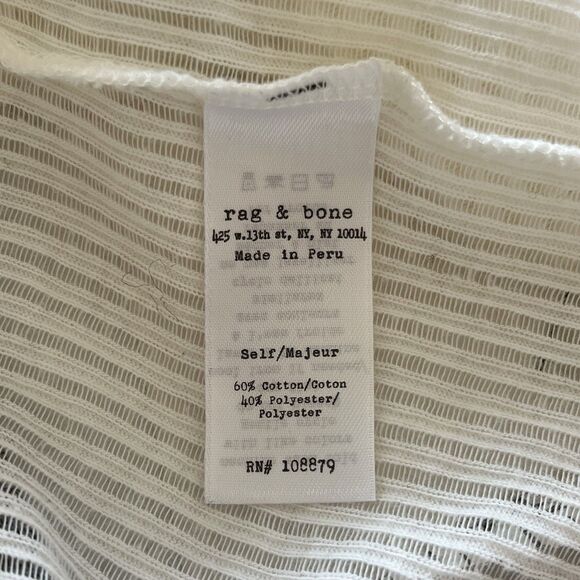 rag & bone
425 w.13th st, NY, NY 10014
Made in Peru
Self/Majeur
60% Cotton/Coton
40% Polyester/
Polyester
RN# 108879